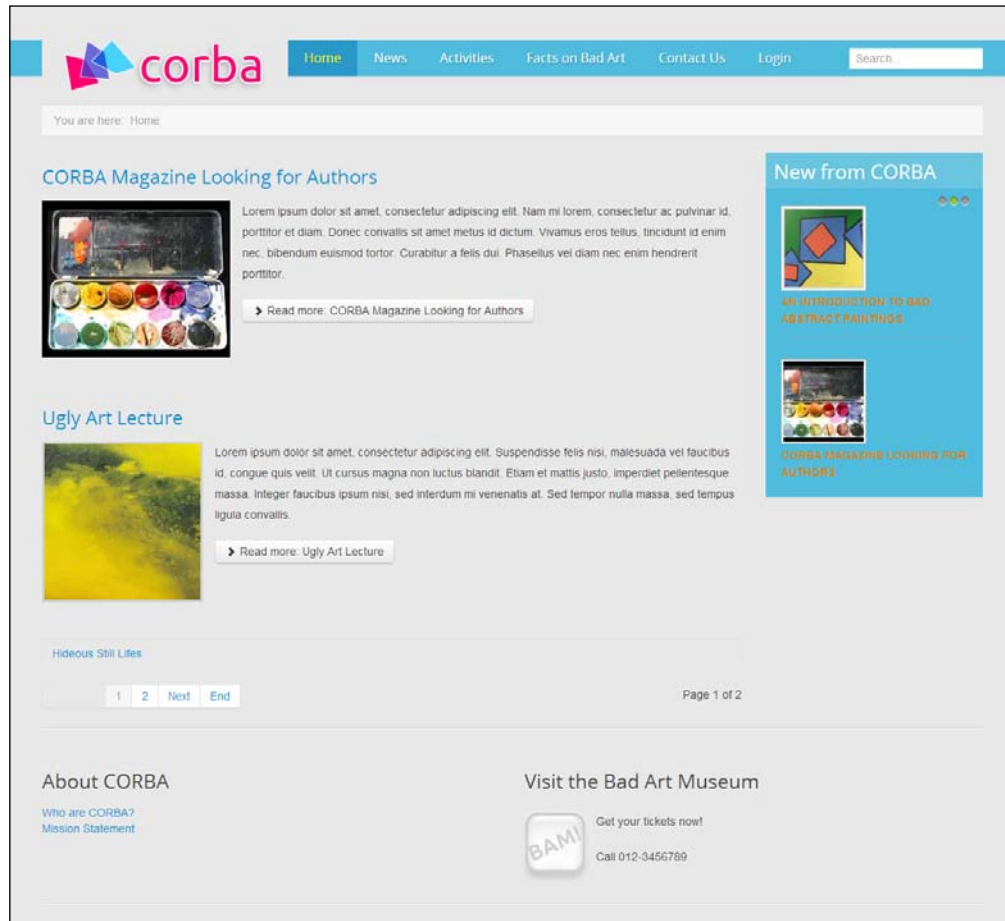 corba
Home News Activities Facts on Bad Art Contact Us Login Search...
You are here: Home
CORBA Magazine Looking for Authors
Lorem ipsum dolor sit amet, consectetur adipiscing elit. Nam mi lorem, consectetur ac pulvinar id,
porttitor et diam. Donec convallis sit amet metus id dictum. Vivamus eros tellus, tincidunt id enim
nec, bibendum euismod tortor. Curabitur a felis dui. Phasellus vel diam nec enim hendrerit
porttitor.
Read more: CORBA Magazine Looking for Authors
Ugly Art Lecture
Lorem ipsum dolor sit amet, consectetur adipiscing elit. Suspendisse felis nisi, malesuada vel faucibus
id, congue quis velit. Ut cursus magna non luctus blandit. Etiam et mattis justo, imperdiet pellentesque
massa. Integer faucibus ipsum nisi, sed interdum mi venenatis at. Sed tempor nulla massa, sed tempus
ligula convallis.
Read more: Ugly Art Lecture
Hideous Still Lifes
1 2 Next End
Page 1 of 2
New from CORBA
AN INTRODUCTION TO BAD
ABSTRACT PAINTINGS
CORBA MAGAZINE LOOKING FOR
AUTHORS
About CORBA
Who are CORBA?
Mission Statement
Visit the Bad Art Museum
BAM!
Get your tickets now!
Call 012-3456789